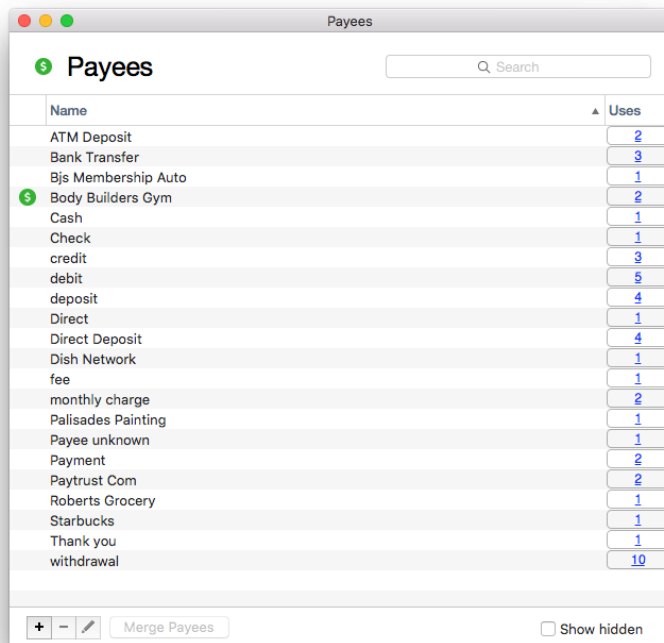 Payees
$ Payees
Search
Name ▲ Uses
ATM Deposit 2
Bank Transfer 3
Bjs Membership Auto 1
$ Body Builders Gym 2
Cash 1
Check 1
credit 3
debit 5
deposit 4
Direct 1
Direct Deposit 4
Dish Network 1
fee 1
monthly charge 2
Palisades Painting 1
Payee unknown 1
Payment 2
Paytrust Com 2
Roberts Grocery 1
Starbucks 1
Thank you 1
withdrawal 10
+ − Merge Payees Show hidden